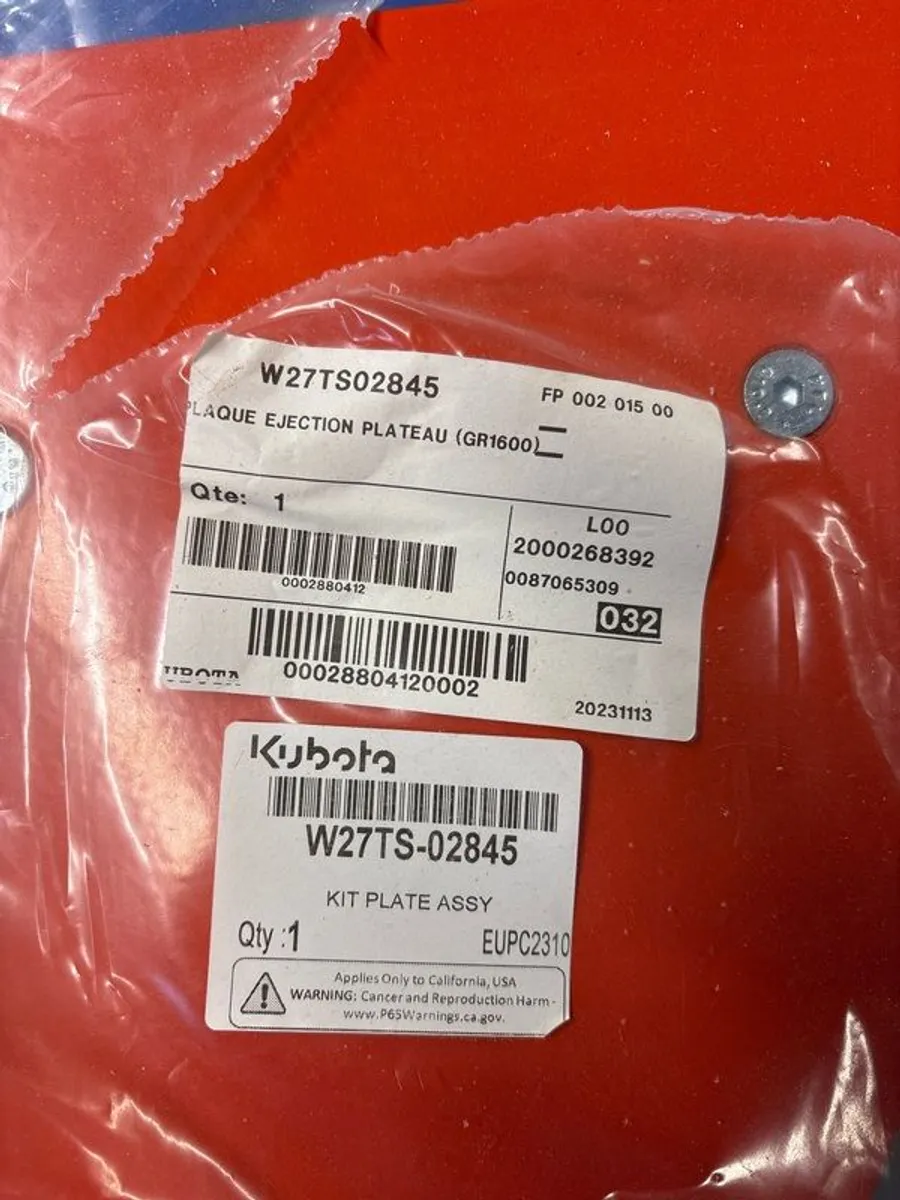 W27TS02845
FP 002 015 00
PLAQUE EJECTION PLATEAU (GR1600)
Qte: 1
L00
2000268392
0002880412
0087065309
032
00028804120002
UBOTA
20231113
Kubota
W27TS-02845
KIT PLATE ASSY
Qty :1
EUPC2310
Applies Only to California, USA
WARNING: Cancer and Reproduction Harm -
www.P65Warnings.ca.gov.